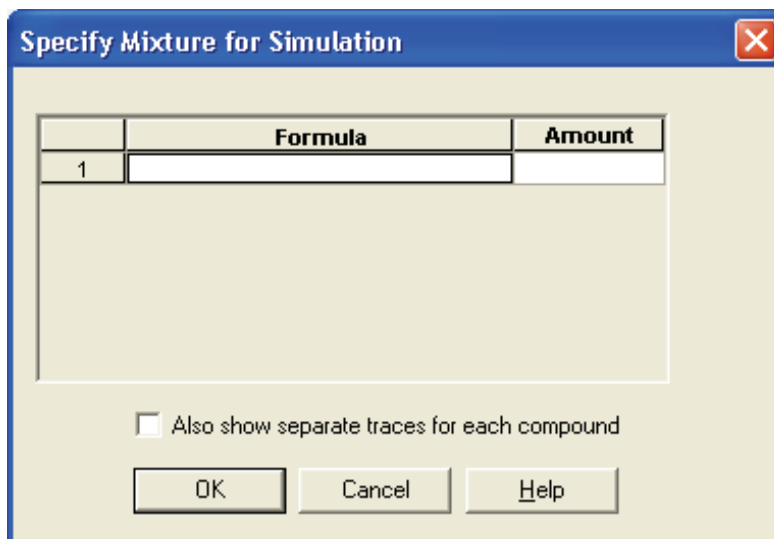 Specify Mixture for Simulation
Formula Amount
1
Also show separate traces for each compound
OK Cancel Help